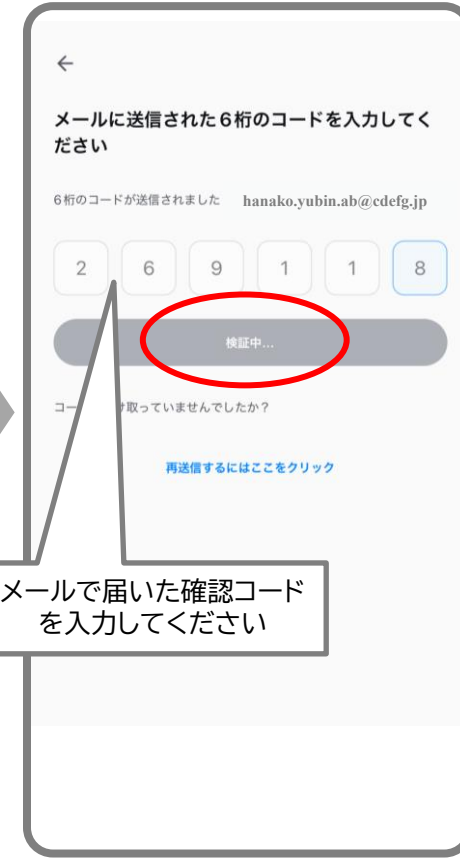 ←
メールに送信された6桁のコードを入力してく
ださい
6桁のコードが送信されました hanako.yubin.ab@cdefg.jp
2 6 9 1 1 8
検証中...
コー け取っていませんでしたか？
再送信するにはここをクリック
メールで届いた確認コード
を入力してください